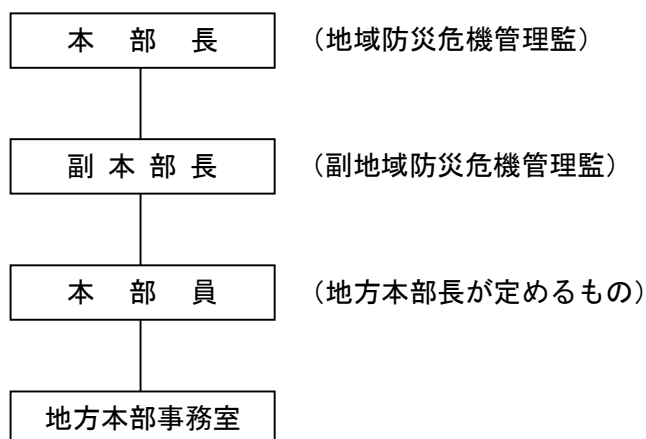 本　部　長　（地域防災危機管理監）
副 本 部 長　（副地域防災危機管理監）
本　部　員　（地方本部長が定めるもの）
地方本部事務室